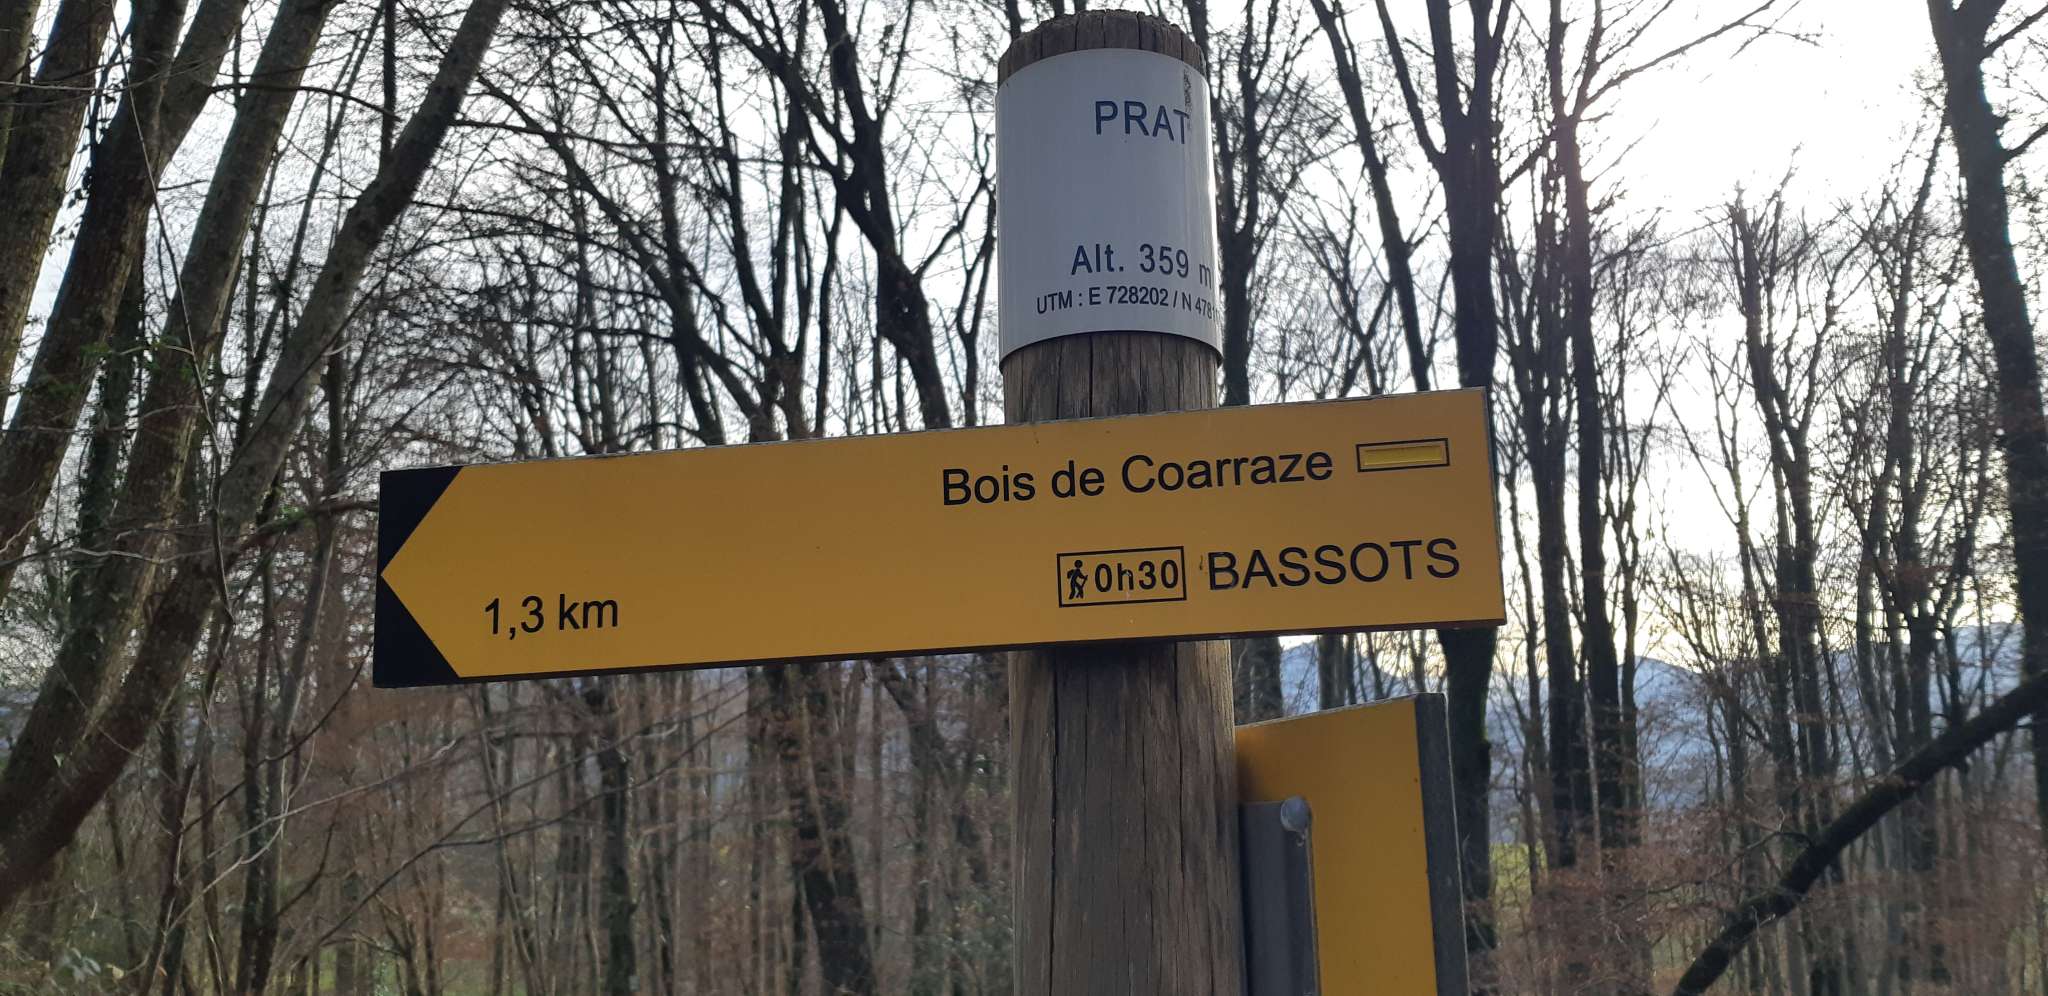 PRAT
Alt. 359 m
UTM : E 728202 / N
Bois de Coarraze
0h30 BASSOTS
1,3 km